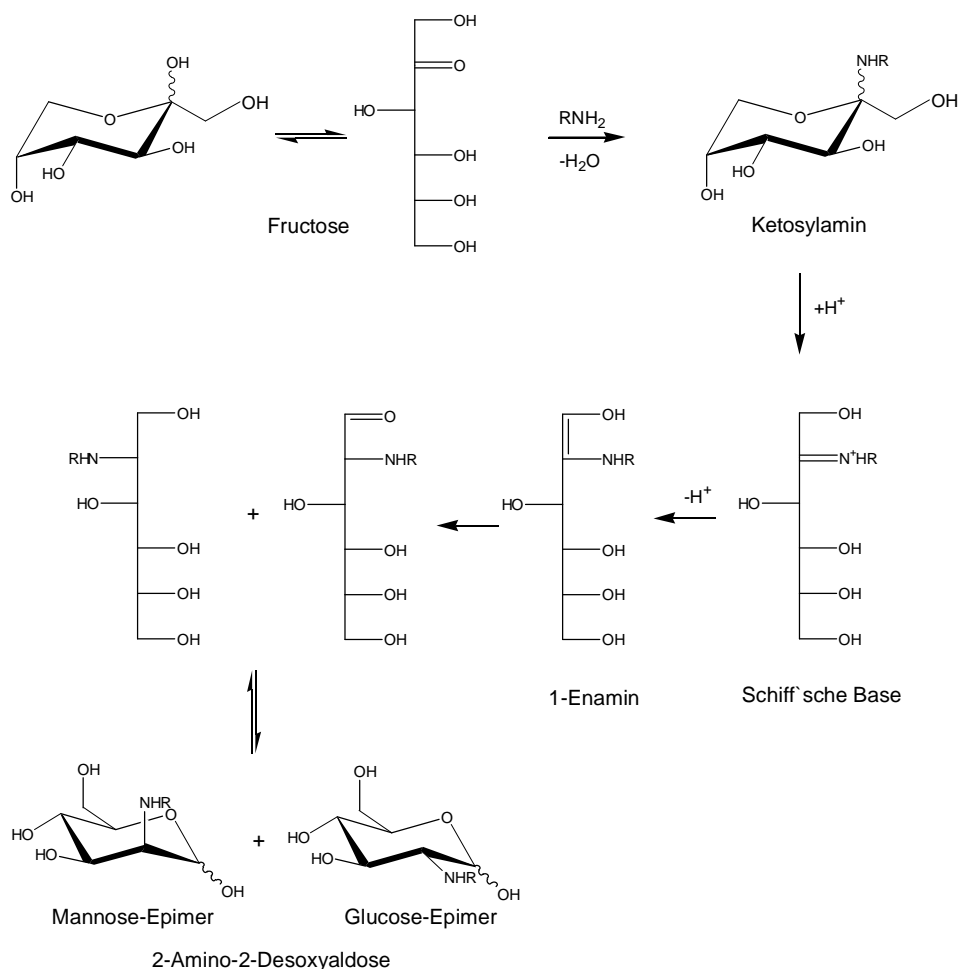 OH
OH
O
OH
OH
O
HO
OH
HO
OH
OH
OH
OH
Fructose
RNH2
-H2O
NHR
OH
O
OH
HO
OH
Ketosylamin
+H+
OH
RHN
HO
OH
OH
OH
+
O
NHR
HO
OH
OH
OH
OH
NHR
HO
OH
OH
OH
1-Enamin
-H+
OH
N+HR
HO
OH
OH
OH
Schiff`sche Base
OH
NHR
O
HO
HO
OH
Mannose-Epimer
+
OH
O
HO
HO
NHR
OH
Glucose-Epimer
2-Amino-2-Desoxyaldose